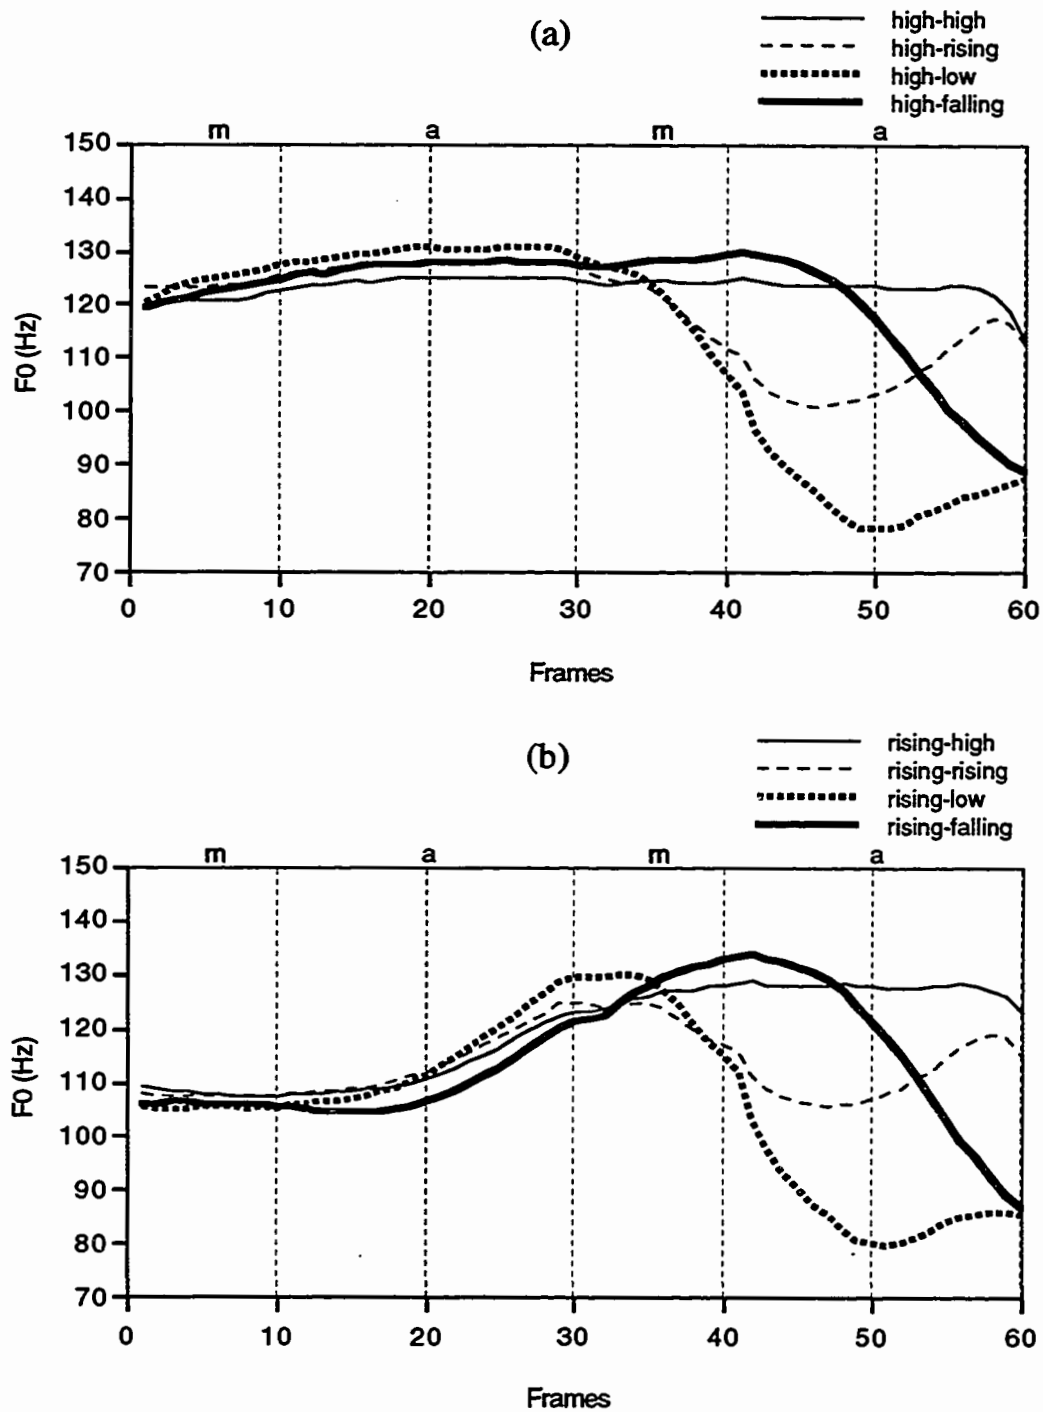 (a)
high-high
high-rising
high-low
high-falling
m a m a
150
140
130
120
110
100
90
80
70
F0 (Hz)
0 10 20 30 40 50 60
Frames
(b)
rising-high
rising-rising
rising-low
rising-falling
m a m a
150
140
130
120
110
100
90
80
70
F0 (Hz)
0 10 20 30 40 50 60
Frames